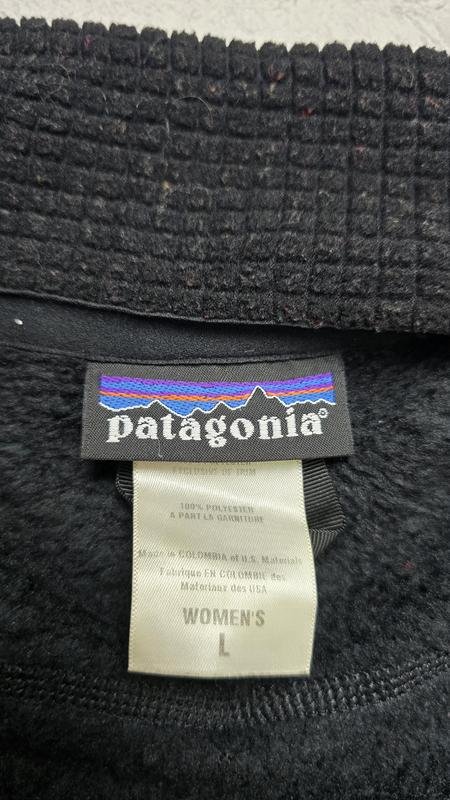 patagonia®
EXCLUSIVE OF TRIM
100% POLYESTER
A PART LA GARNITURE
Made in COLOMBIA of U.S. Materials
Fabrique EN COLOMBIE des
Materiaux des USA
WOMEN'S
L